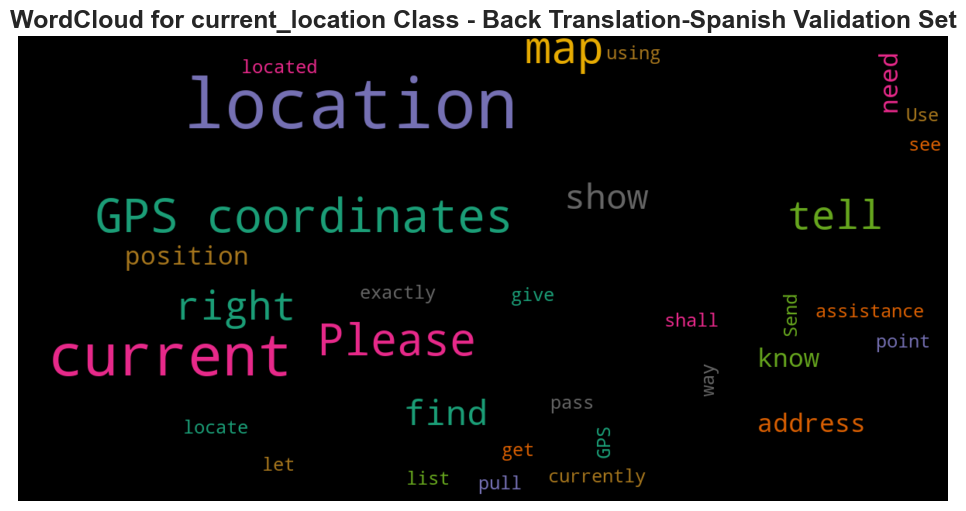 WordCloud for current_location Class - Back Translation-Spanish Validation Set
map
using
located
need
location
Use
see
show
GPS coordinates
tell
position
exactly
give
right
Send
assistance
shall
Please
point
current
know
way
pass
find
address
locate
GPS
get
let
list
pull
currently